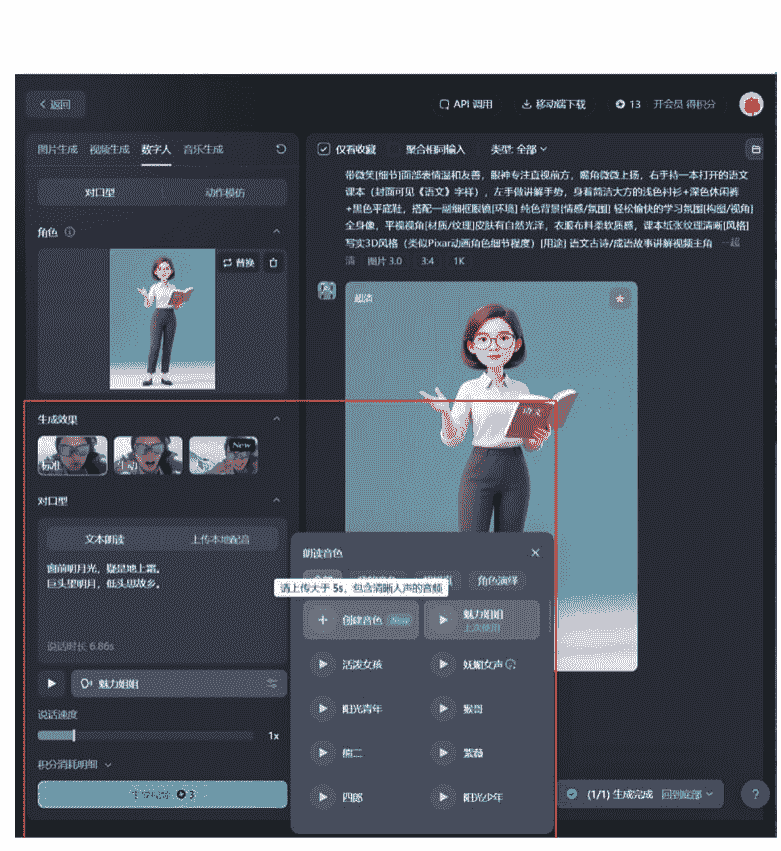 返回
API 调用
移动端下载
13
开会员 得积分
图片生成
视频生成
数字人
音乐生成
对口型
动作模仿
角色
替换
仅看收藏
聚合相同输入
类型: 全部
带微笑[细节]面部表情温和友善，眼神专注直视前方，嘴角微微上扬，右手持一本打开的语文
课本（封面可见《语文》字样），左手做讲解手势，身着简洁大方的浅色衬衫+深色休闲裤
+黑色平底鞋，搭配一副细框眼镜[环境] 纯色背景[情感/氛围] 轻松愉快的学习氛围[构图/视角]
全身像，平视视角[材质/纹理]皮肤有自然光泽，衣服布料柔软质感，课本纸张纹理清晰[风格]
写实3D风格（类似Pixar动画角色细节程度）[用途] 语文古诗/成语故事讲解视频主角 一超
清 图片 3.0 3:4 1K
超清
生成效果
标准
生动
New
对口型
文本朗读
上传本地配音
窗前明月光，疑是地上霜。
巨头望明月，低头思故乡。
说话时长 6.86s
魅力姐姐
说话速度
1x
积分消耗明细
3
朗读音色
角色演绎
请上传大于 5s，包含清晰人声的音频
创建音色 New
魅力姐姐
上次使用
活泼女孩
妩媚女声
阳光青年
猴哥
紫薇
四郎
阳光少年
(1/1) 生成完成 回到底部
?